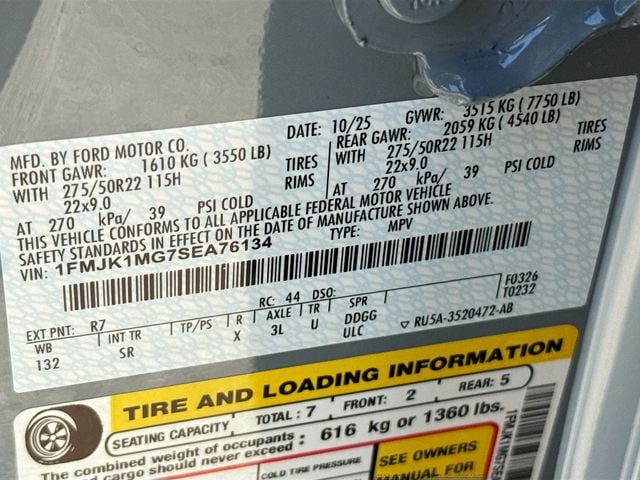 MFD. BY FORD MOTOR CO.
DATE: 10/25
GVWR: 3515 KG ( 7750 LB)
FRONT GAWR: 1610 KG ( 3550 LB)
REAR GAWR: 2059 KG ( 4540 LB)
WITH 275/50R22 115H TIRES
WITH 275/50R22 115H TIRES
22x9.0 RIMS
22x9.0 RIMS
AT 270 kPa/ 39 PSI COLD
AT 270 kPa/ 39 PSI COLD
THIS VEHICLE CONFORMS TO ALL APPLICABLE FEDERAL MOTOR VEHICLE
SAFETY STANDARDS IN EFFECT ON THE DATE OF MANUFACTURE SHOWN ABOVE.
VIN: 1FMJK1MG7SEA76134
TYPE: MPV
F0326
T0232
EXT PNT: R7
RC: 44 DSO:
WB INT TR TP/PS R AXLE TR SPR
132 SR X 3L U DDGG
ULC
▽ RU5A-3520472-AB
TIRE AND LOADING INFORMATION
SEATING CAPACITY TOTAL: 7 FRONT: 2 REAR: 5
The combined weight of occupants
and cargo should never exceed: 616 kg or 1360 lbs.
COLD TIRE PRESSURE
SEE OWNERS
MANUAL FOR